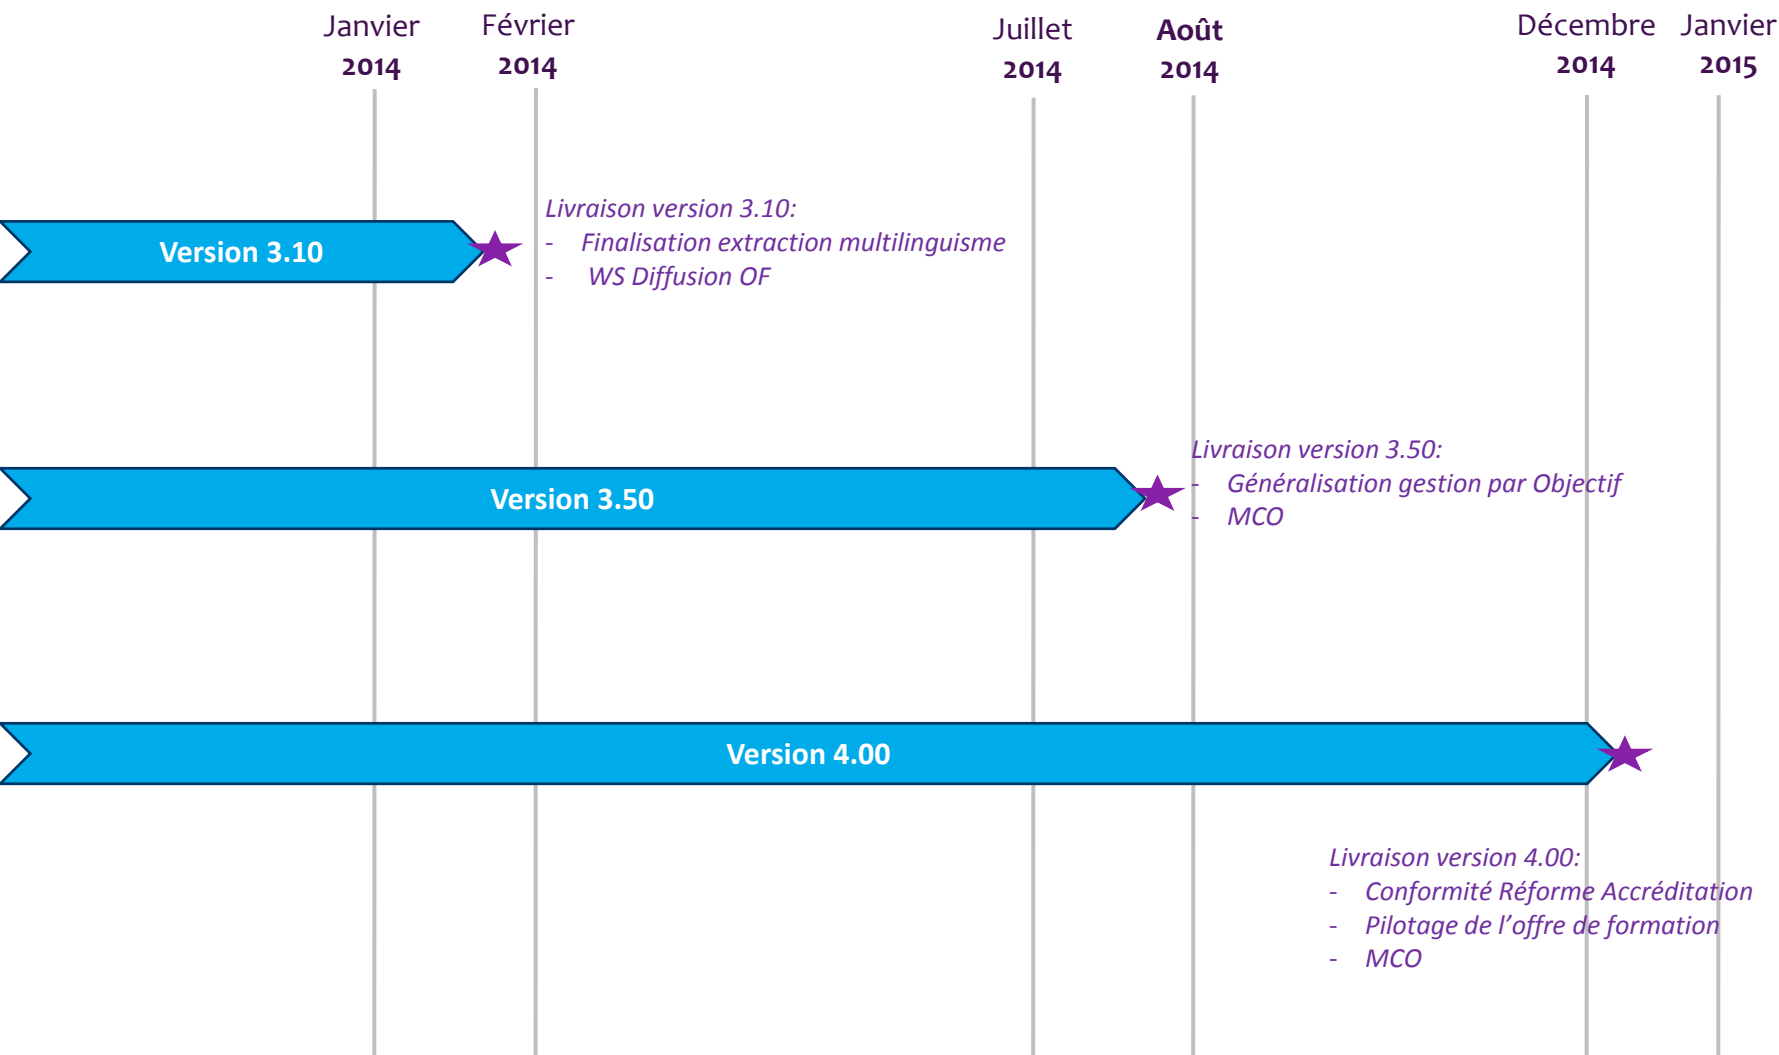 Janvier
2014
Février
2014
Juillet
2014
Août
2014
Décembre
2014
Janvier
2015
Livraison version 3.10:
- Finalisation extraction multilinguisme
- WS Diffusion OF
Version 3.10
Livraison version 3.50:
- Généralisation gestion par Objectif
- MCO
Version 3.50
Version 4.00
Livraison version 4.00:
- Conformité Réforme Accréditation
- Pilotage de l’offre de formation
- MCO